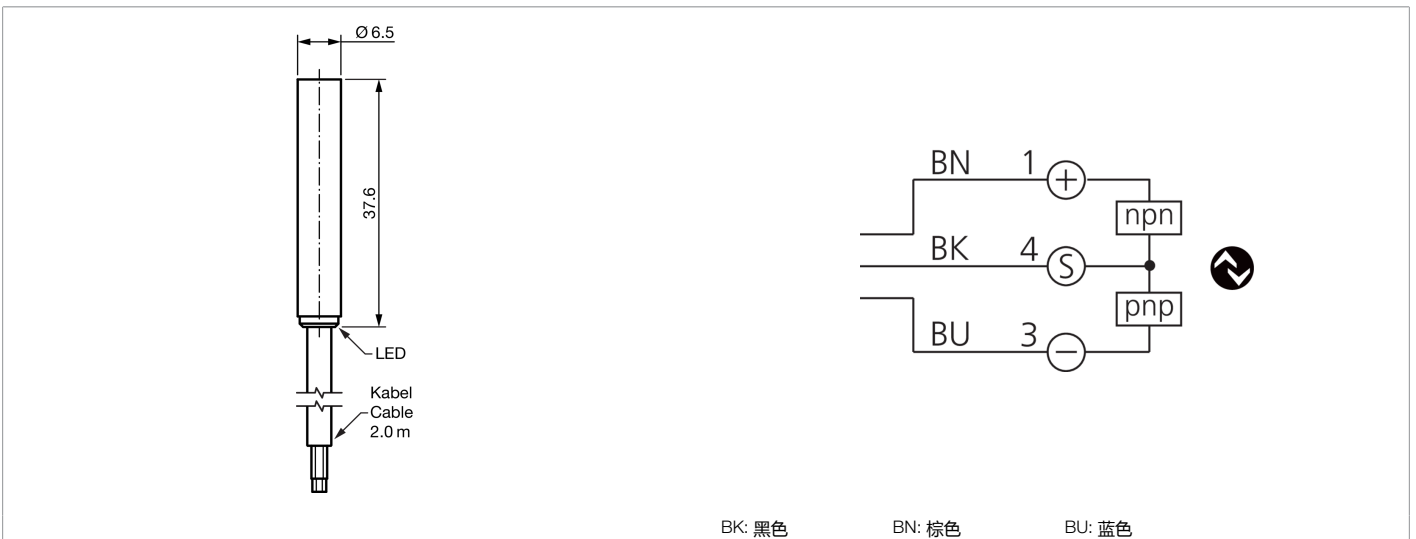 Ø 6.5
37.6
LED
Kabel
Cable
2.0 m
BN 1 +
npn
BK 4 S
pnp
BU 3 −
BK: 黑色 BN: 棕色 BU: 蓝色